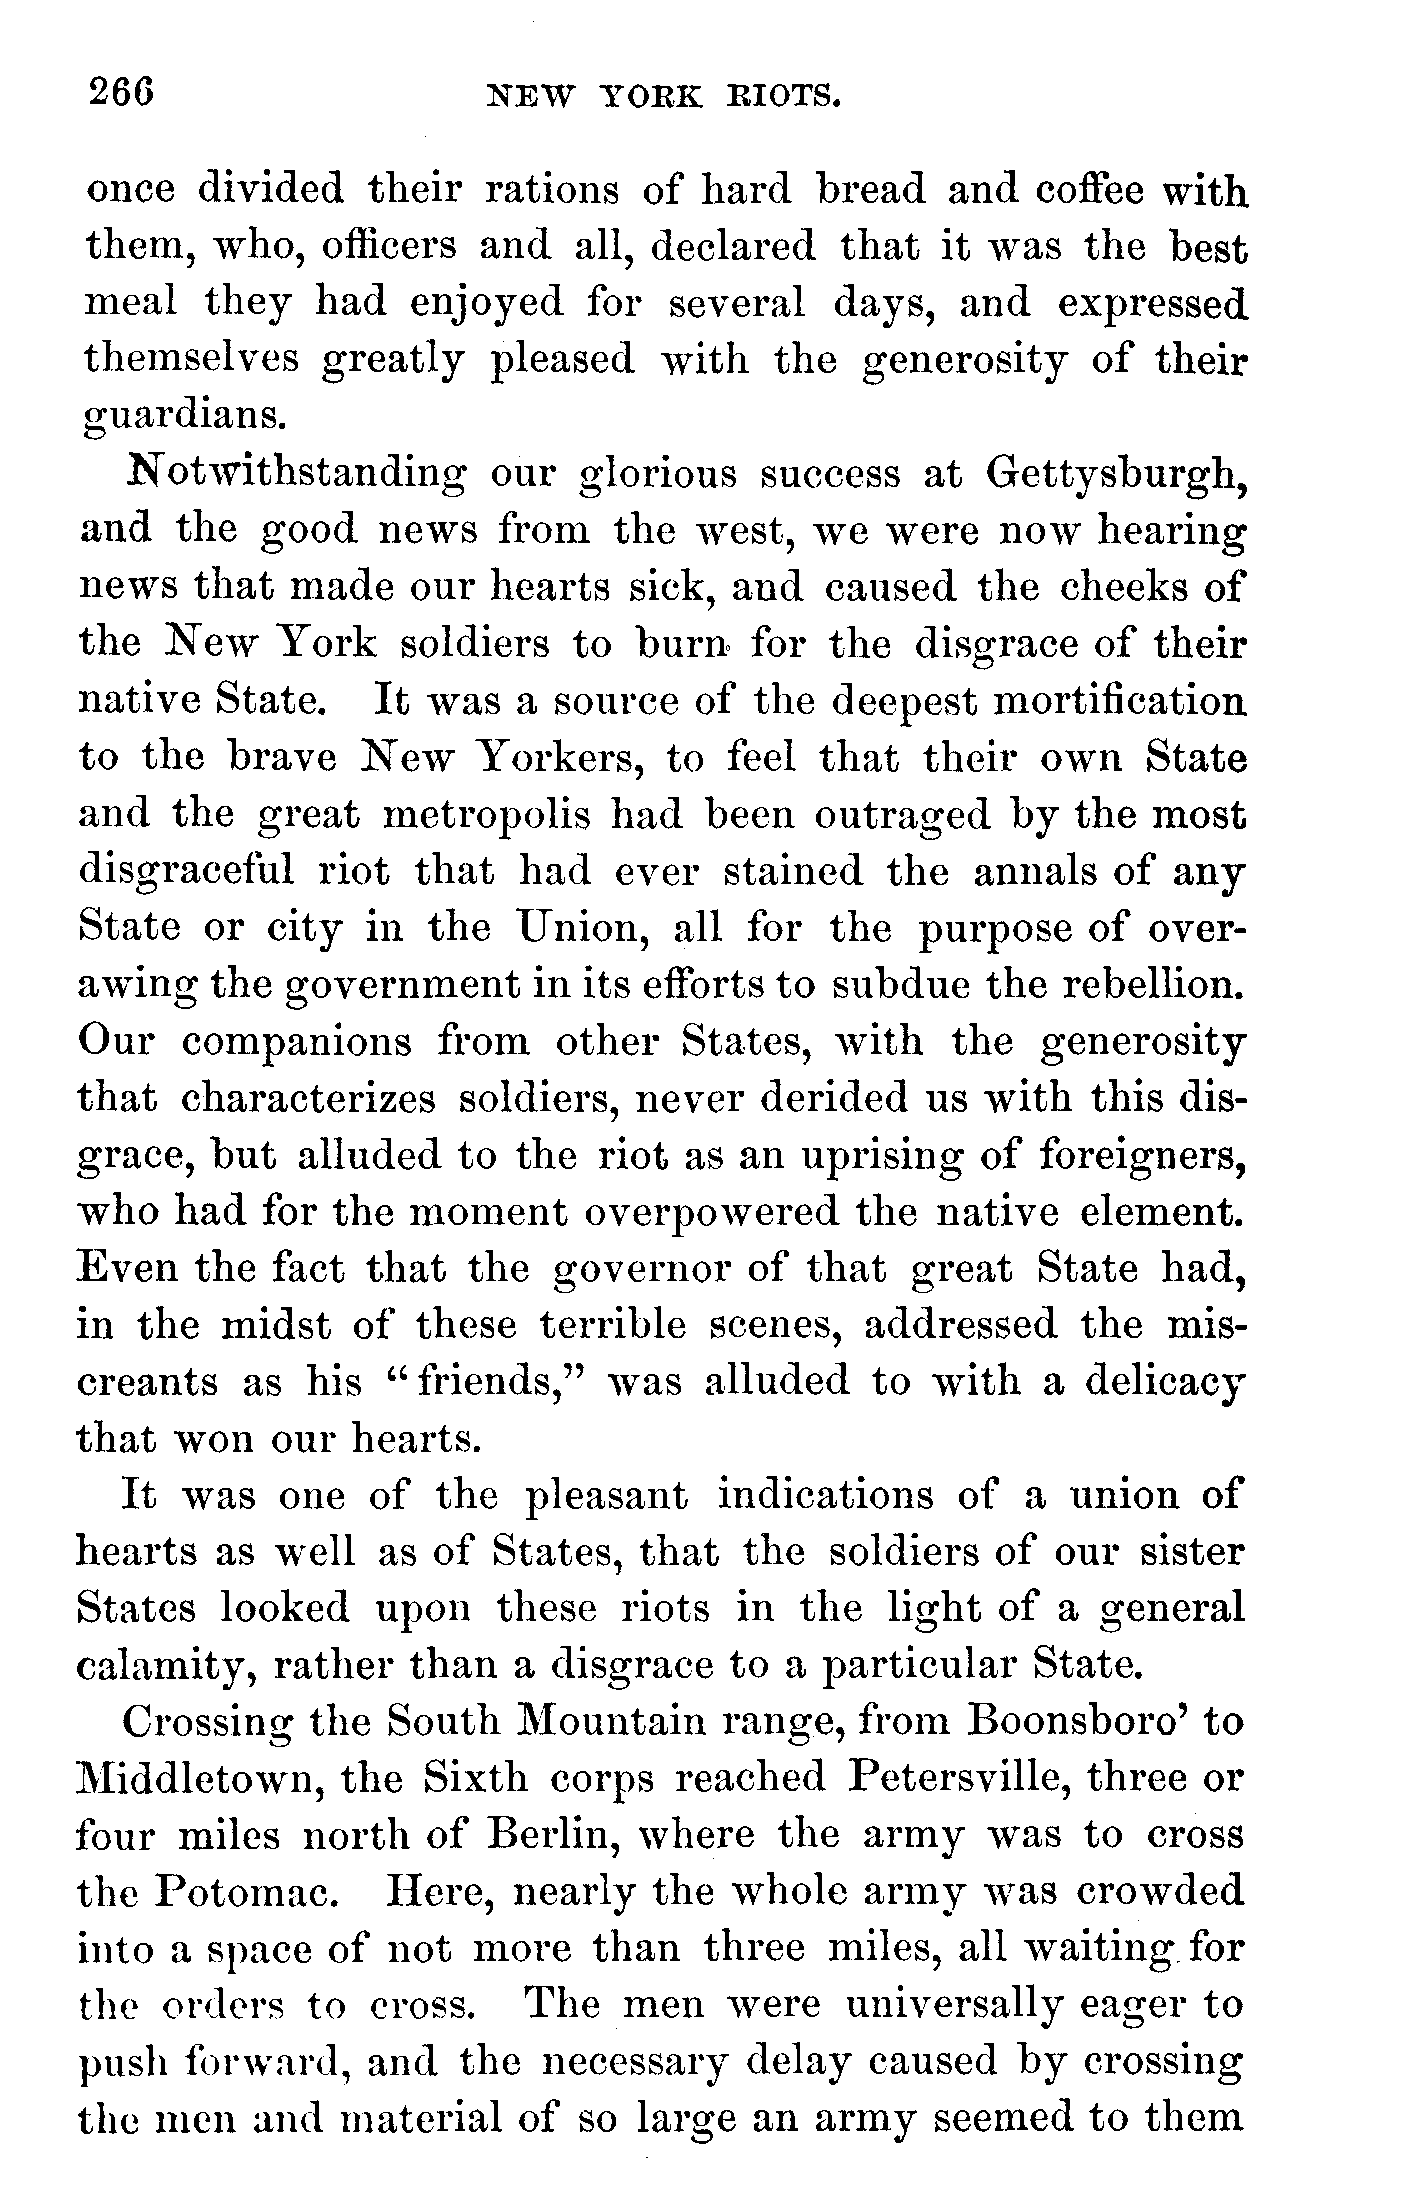 266 NEW YORK RIOTS.
once divided their rations of hard bread and coffee with
them, who, officers and all, declared that it was the best
meal they had enjoyed for several days, and expressed
themselves greatly pleased with the generosity of their
guardians.
Notwithstanding our glorious success at Gettysburgh,
and the good news from the west, we were now hearing
news that made our hearts sick, and caused the cheeks of
the New York soldiers to burn for the disgrace of their
native State. It was a source of the deepest mortification
to the brave New Yorkers, to feel that their own State
and the great metropolis had been outraged by the most
disgraceful riot that had ever stained the annals of any
State or city in the Union, all for the purpose of over-
awing the government in its efforts to subdue the rebellion.
Our companions from other States, with the generosity
that characterizes soldiers, never derided us with this dis-
grace, but alluded to the riot as an uprising of foreigners,
who had for the moment overpowered the native element.
Even the fact that the governor of that great State had,
in the midst of these terrible scenes, addressed the mis-
creants as his “friends,” was alluded to with a delicacy
that won our hearts.
It was one of the pleasant indications of a union of
hearts as well as of States, that the soldiers of our sister
States looked upon these riots in the light of a general
calamity, rather than a disgrace to a particular State.
Crossing the South Mountain range, from Boonsboro’ to
Middletown, the Sixth corps reached Petersville, three or
four miles north of Berlin, where the army was to cross
the Potomac. Here, nearly the whole army was crowded
into a space of not more than three miles, all waiting for
the orders to cross. The men were universally eager to
push forward, and the necessary delay caused by crossing
the men and material of so large an army seemed to them